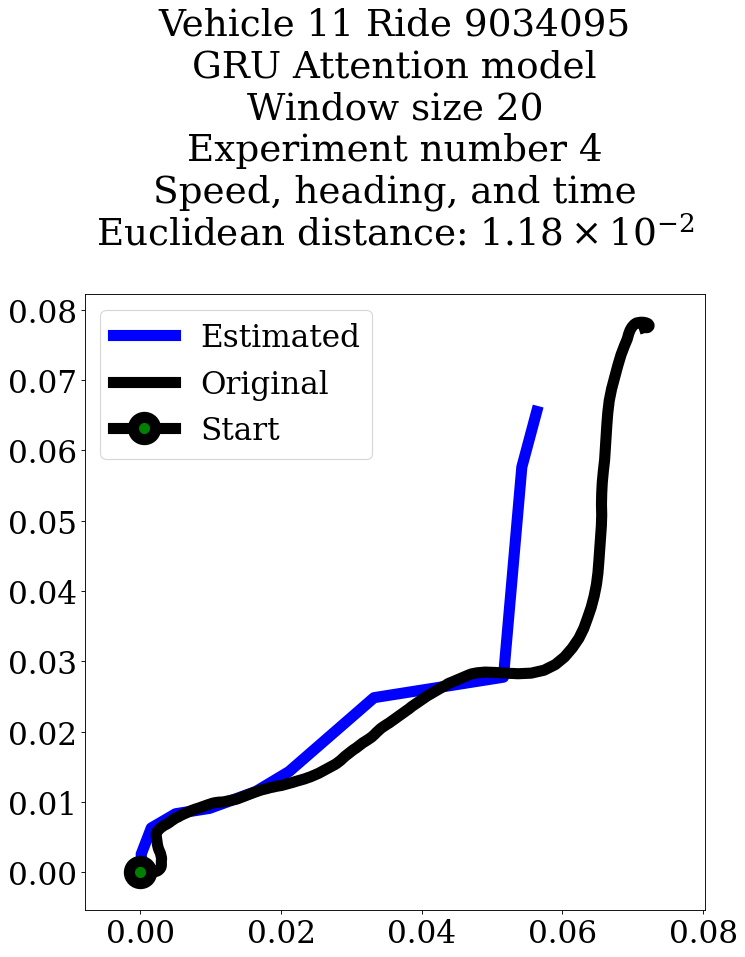 Vehicle 11 Ride 9034095
GRU Attention model
Window size 20
Experiment number 4
Speed, heading, and time
Euclidean distance: 1.18 × 10⁻²
0.08
0.07
0.06
0.05
0.04
0.03
0.02
0.01
0.00
Estimated
Original
Start
0.00 0.02 0.04 0.06 0.08